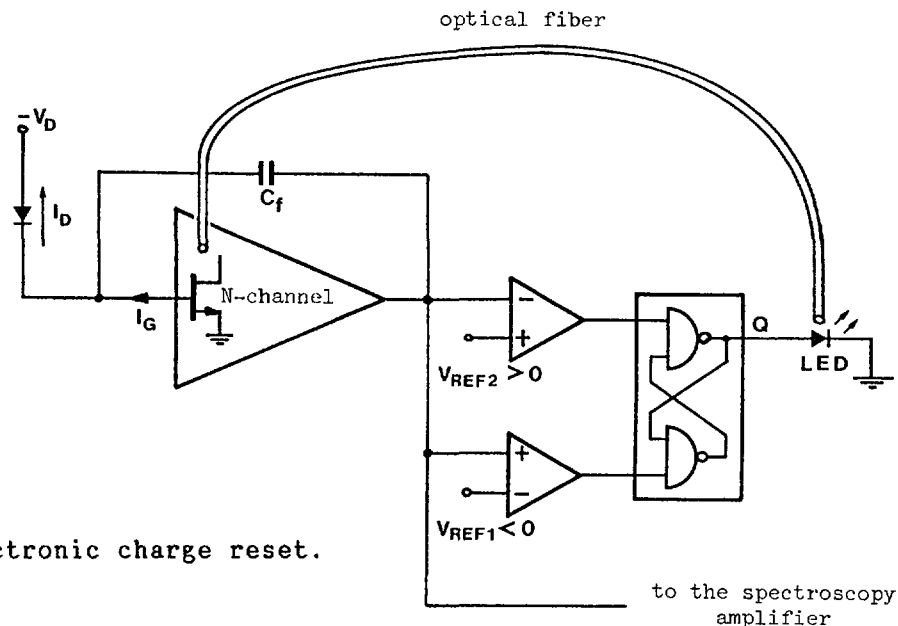 optical fiber
−V_D
I_D
C_f
I_G
N-channel
−
+
V_REF2 > 0
Q
LED
+
−
V_REF1 < 0
ctronic charge reset.
to the spectroscopy
amplifier